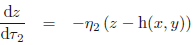 dz/dτ₂ = −η₂ (z − h(x, y))